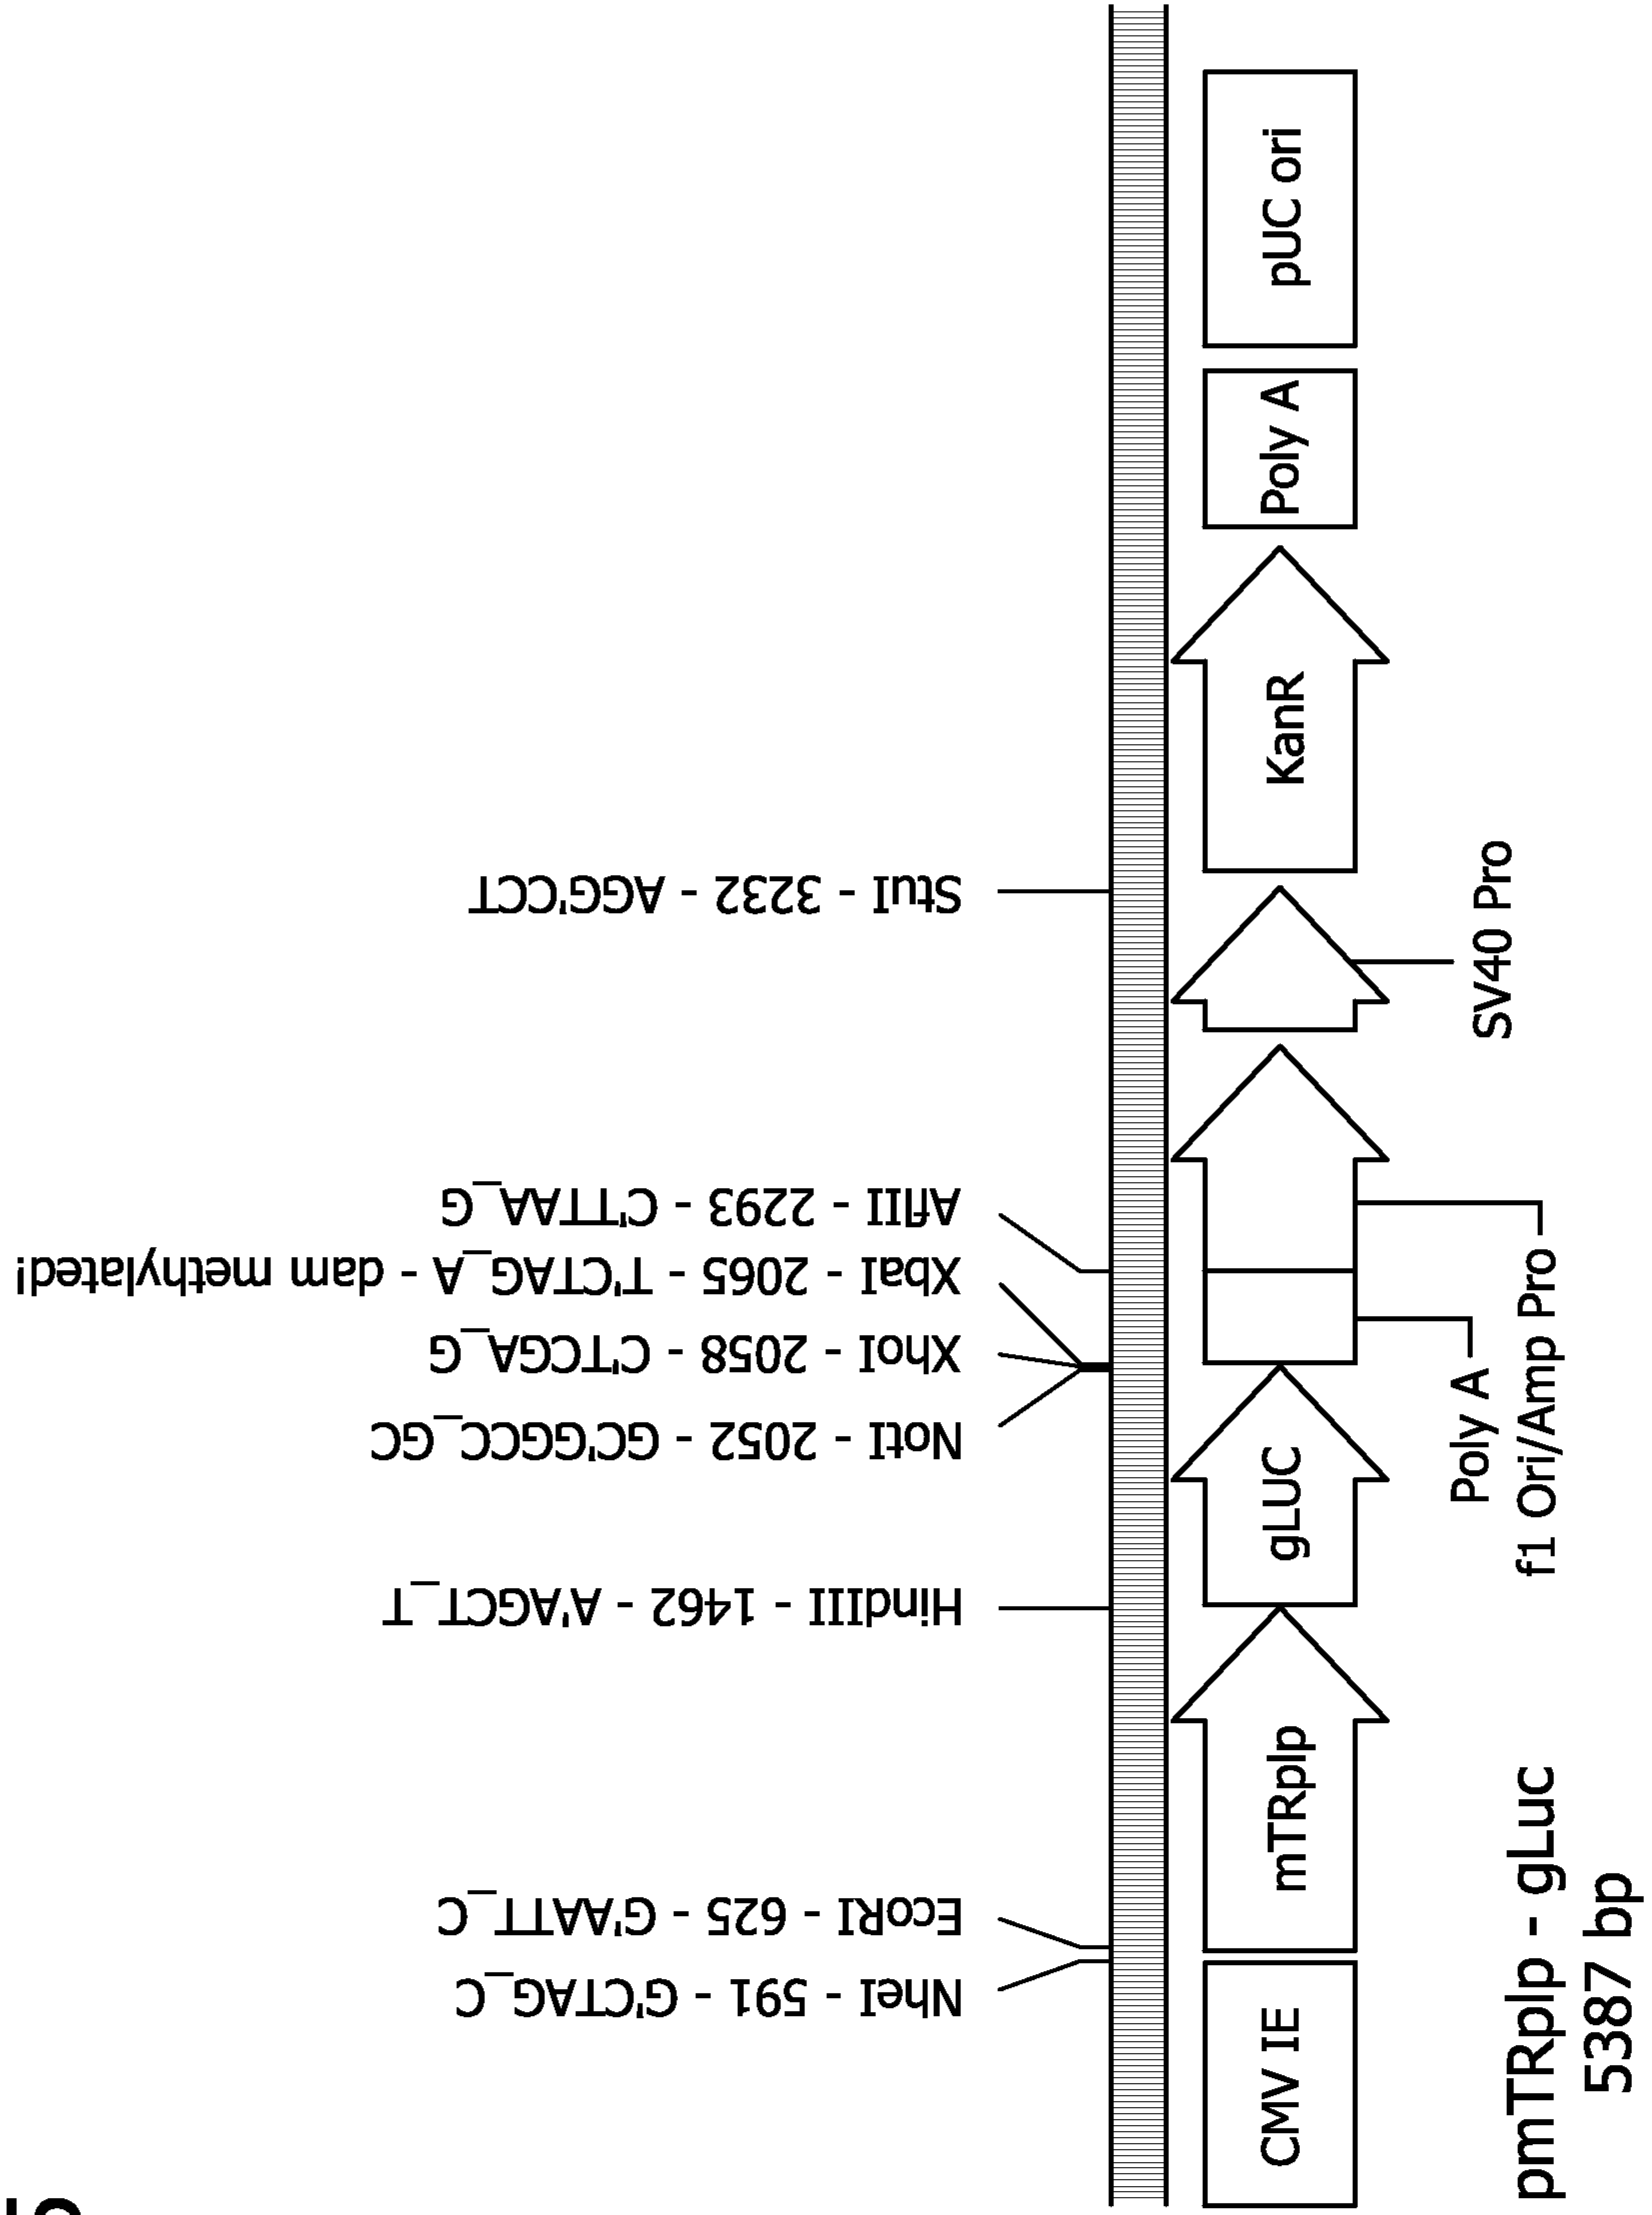 NheI - 591 - G'CTAG_C
EcoRI - 625 - G'AATT_C
HindIII - 1462 - A'AGCT_T
NotI - 2052 - GC'GGCC_GC
XhoI - 2058 - C'TCGA_G
XbaI - 2065 - T'CTAG_A - dam methylated!
AflII - 2293 - C'TTAA_G
StuI - 3232 - AGG'CCT
CMV IE
mTRplp
gLUC
KanR
Poly A
pUC ori
Poly A
f1 Ori/Amp Pro
SV40 Pro
pmTRplp - gLuc
5387 bp